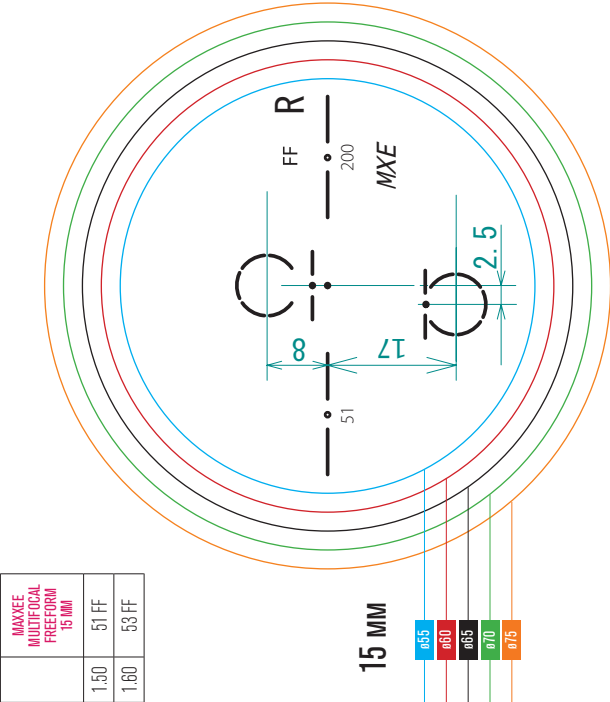 R
FF
200
MXE
2.5
8
17
51
15 MM
ø55
ø60
ø65
ø70
ø75
MAXXEE
MULTIFOCAL
FREEFORM
15 MM
1.50 51 FF
1.60 53 FF